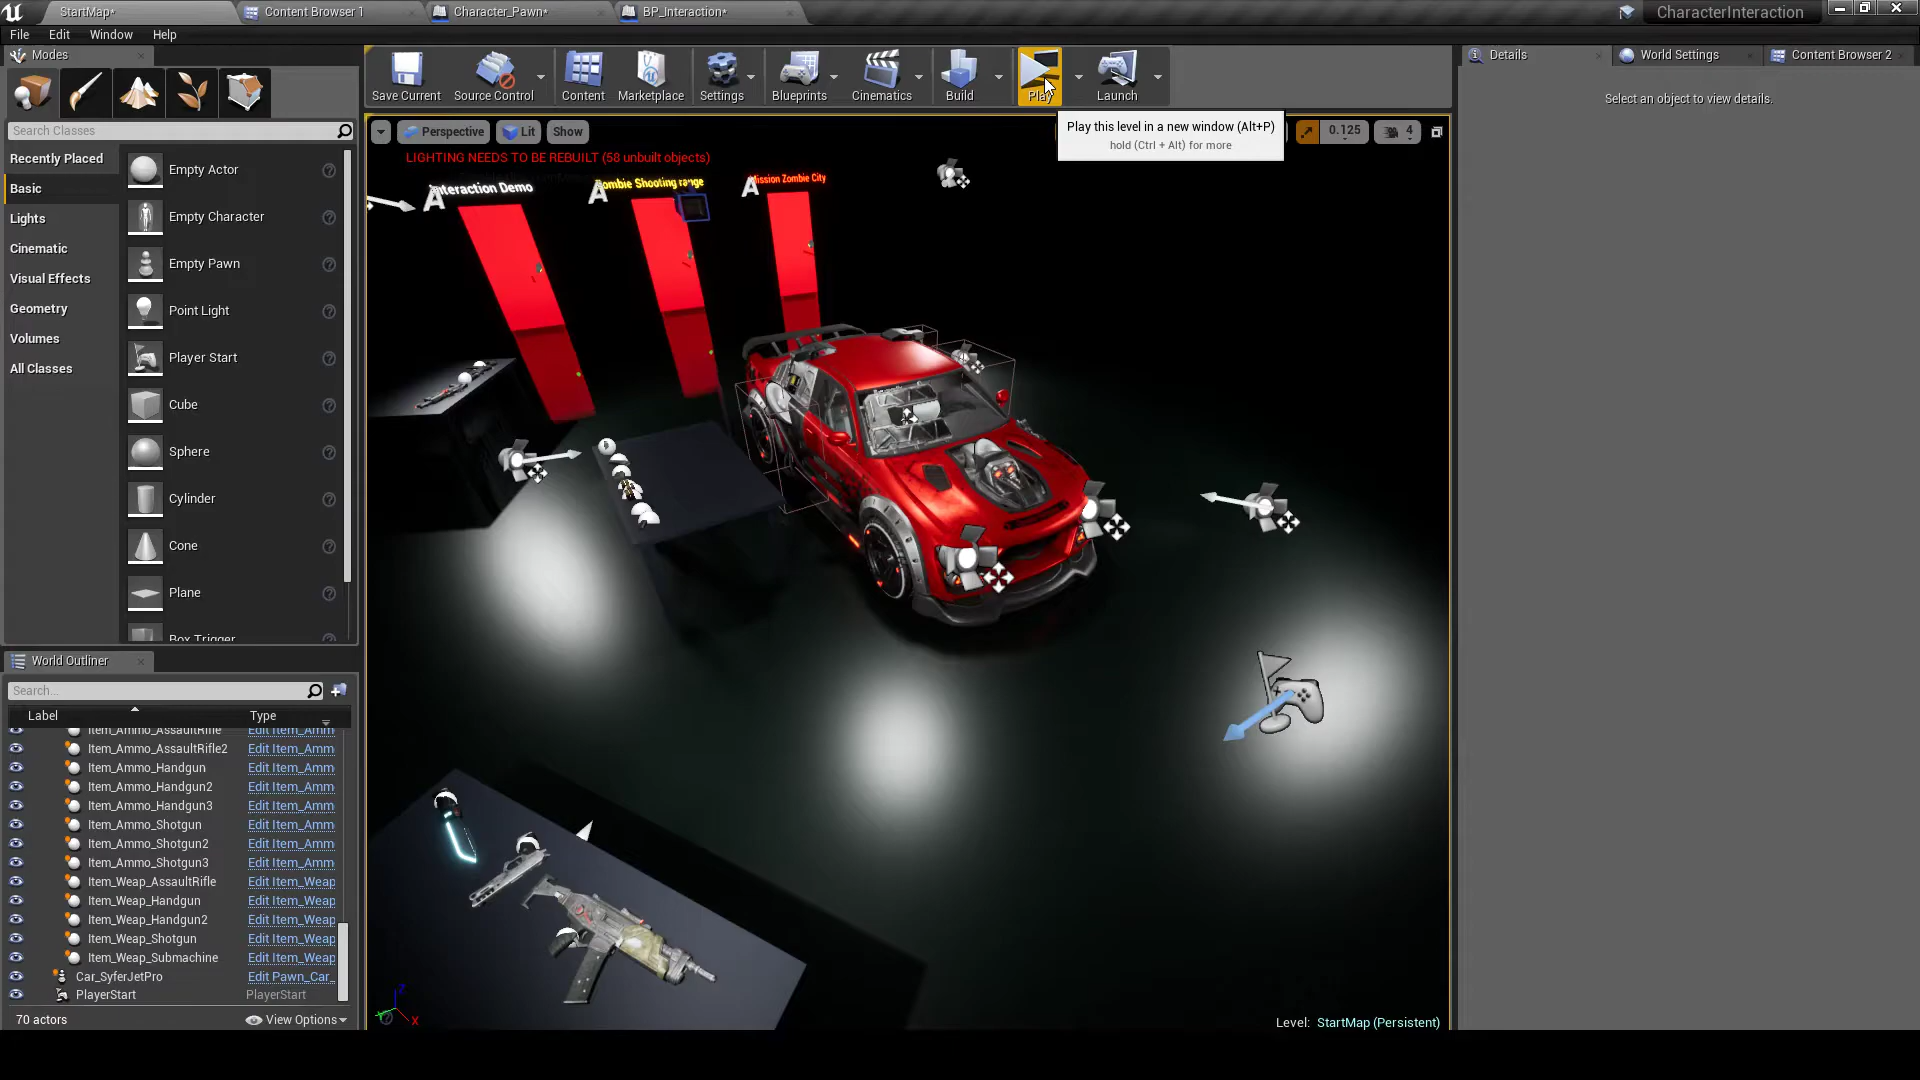 StartMap*
Content Browser 1
Character_Pawn*
BP_Interaction*
CharacterInteraction
File
Edit
Window
Help
Modes
Details
World Settings
Content Browser 2
Save Current
Source Control
Content
Marketplace
Settings
Blueprints
Cinematics
Build
Play
Launch
Select an object to view details.
Search Classes
Perspective
Lit
Show
Play this level in a new window (Alt+P)
hold (Ctrl + Alt) for more
0.125
4
LIGHTING NEEDS TO BE REBUILT (58 unbuilt objects)
Recently Placed
Basic
Lights
Cinematic
Visual Effects
Geometry
Volumes
All Classes
Empty Actor
Empty Character
Empty Pawn
Point Light
Player Start
Cube
Sphere
Cylinder
Cone
Plane
Box Trigger
Interaction Demo
Zombie Shooting range
Mission Zombie City
World Outliner
Search...
Label
Type
Item_Ammo_AssaultRifle
Edit Item_Amm
Item_Ammo_AssaultRifle2
Edit Item_Amm
Item_Ammo_Handgun
Edit Item_Amm
Item_Ammo_Handgun2
Edit Item_Amm
Item_Ammo_Handgun3
Edit Item_Amm
Item_Ammo_Shotgun
Edit Item_Amm
Item_Ammo_Shotgun2
Edit Item_Amm
Item_Ammo_Shotgun3
Edit Item_Amm
Item_Weap_AssaultRifle
Edit Item_Weap
Item_Weap_Handgun
Edit Item_Weap
Item_Weap_Handgun2
Edit Item_Weap
Item_Weap_Shotgun
Edit Item_Weap
Item_Weap_Submachine
Edit Item_Weap
Car_SyferJetPro
Edit Pawn_Car_
PlayerStart
PlayerStart
70 actors
View Options
Z
X
Level: StartMap (Persistent)